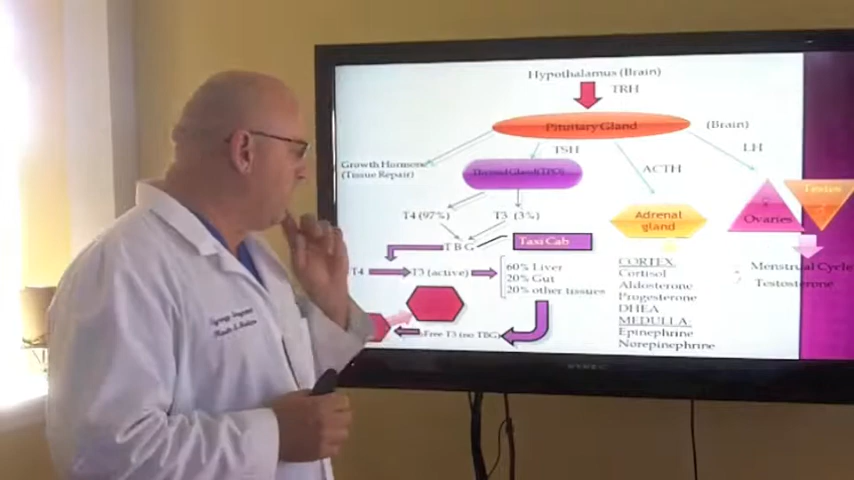 Hypothalamus (Brain)
TRH
Pituitary Gland
(Brain)
LH
TSH
ACTH
Growth Hormone
(Tissue Repair)
Thyroid Gland(TPO)
T4 (97%)
T3 (3%)
Adrenal
gland
Ovaries
Testes
TBG
Taxi Cab
T4
T3 (active)
60% Liver
20% Gut
20% other tissues
Free T3 (no TBG)
CORTEX
Cortisol
Aldosterone
Progesterone
DHEA
MEDULLA
Epinephrine
Norepinephrine
Menstrual Cycle
Testosterone